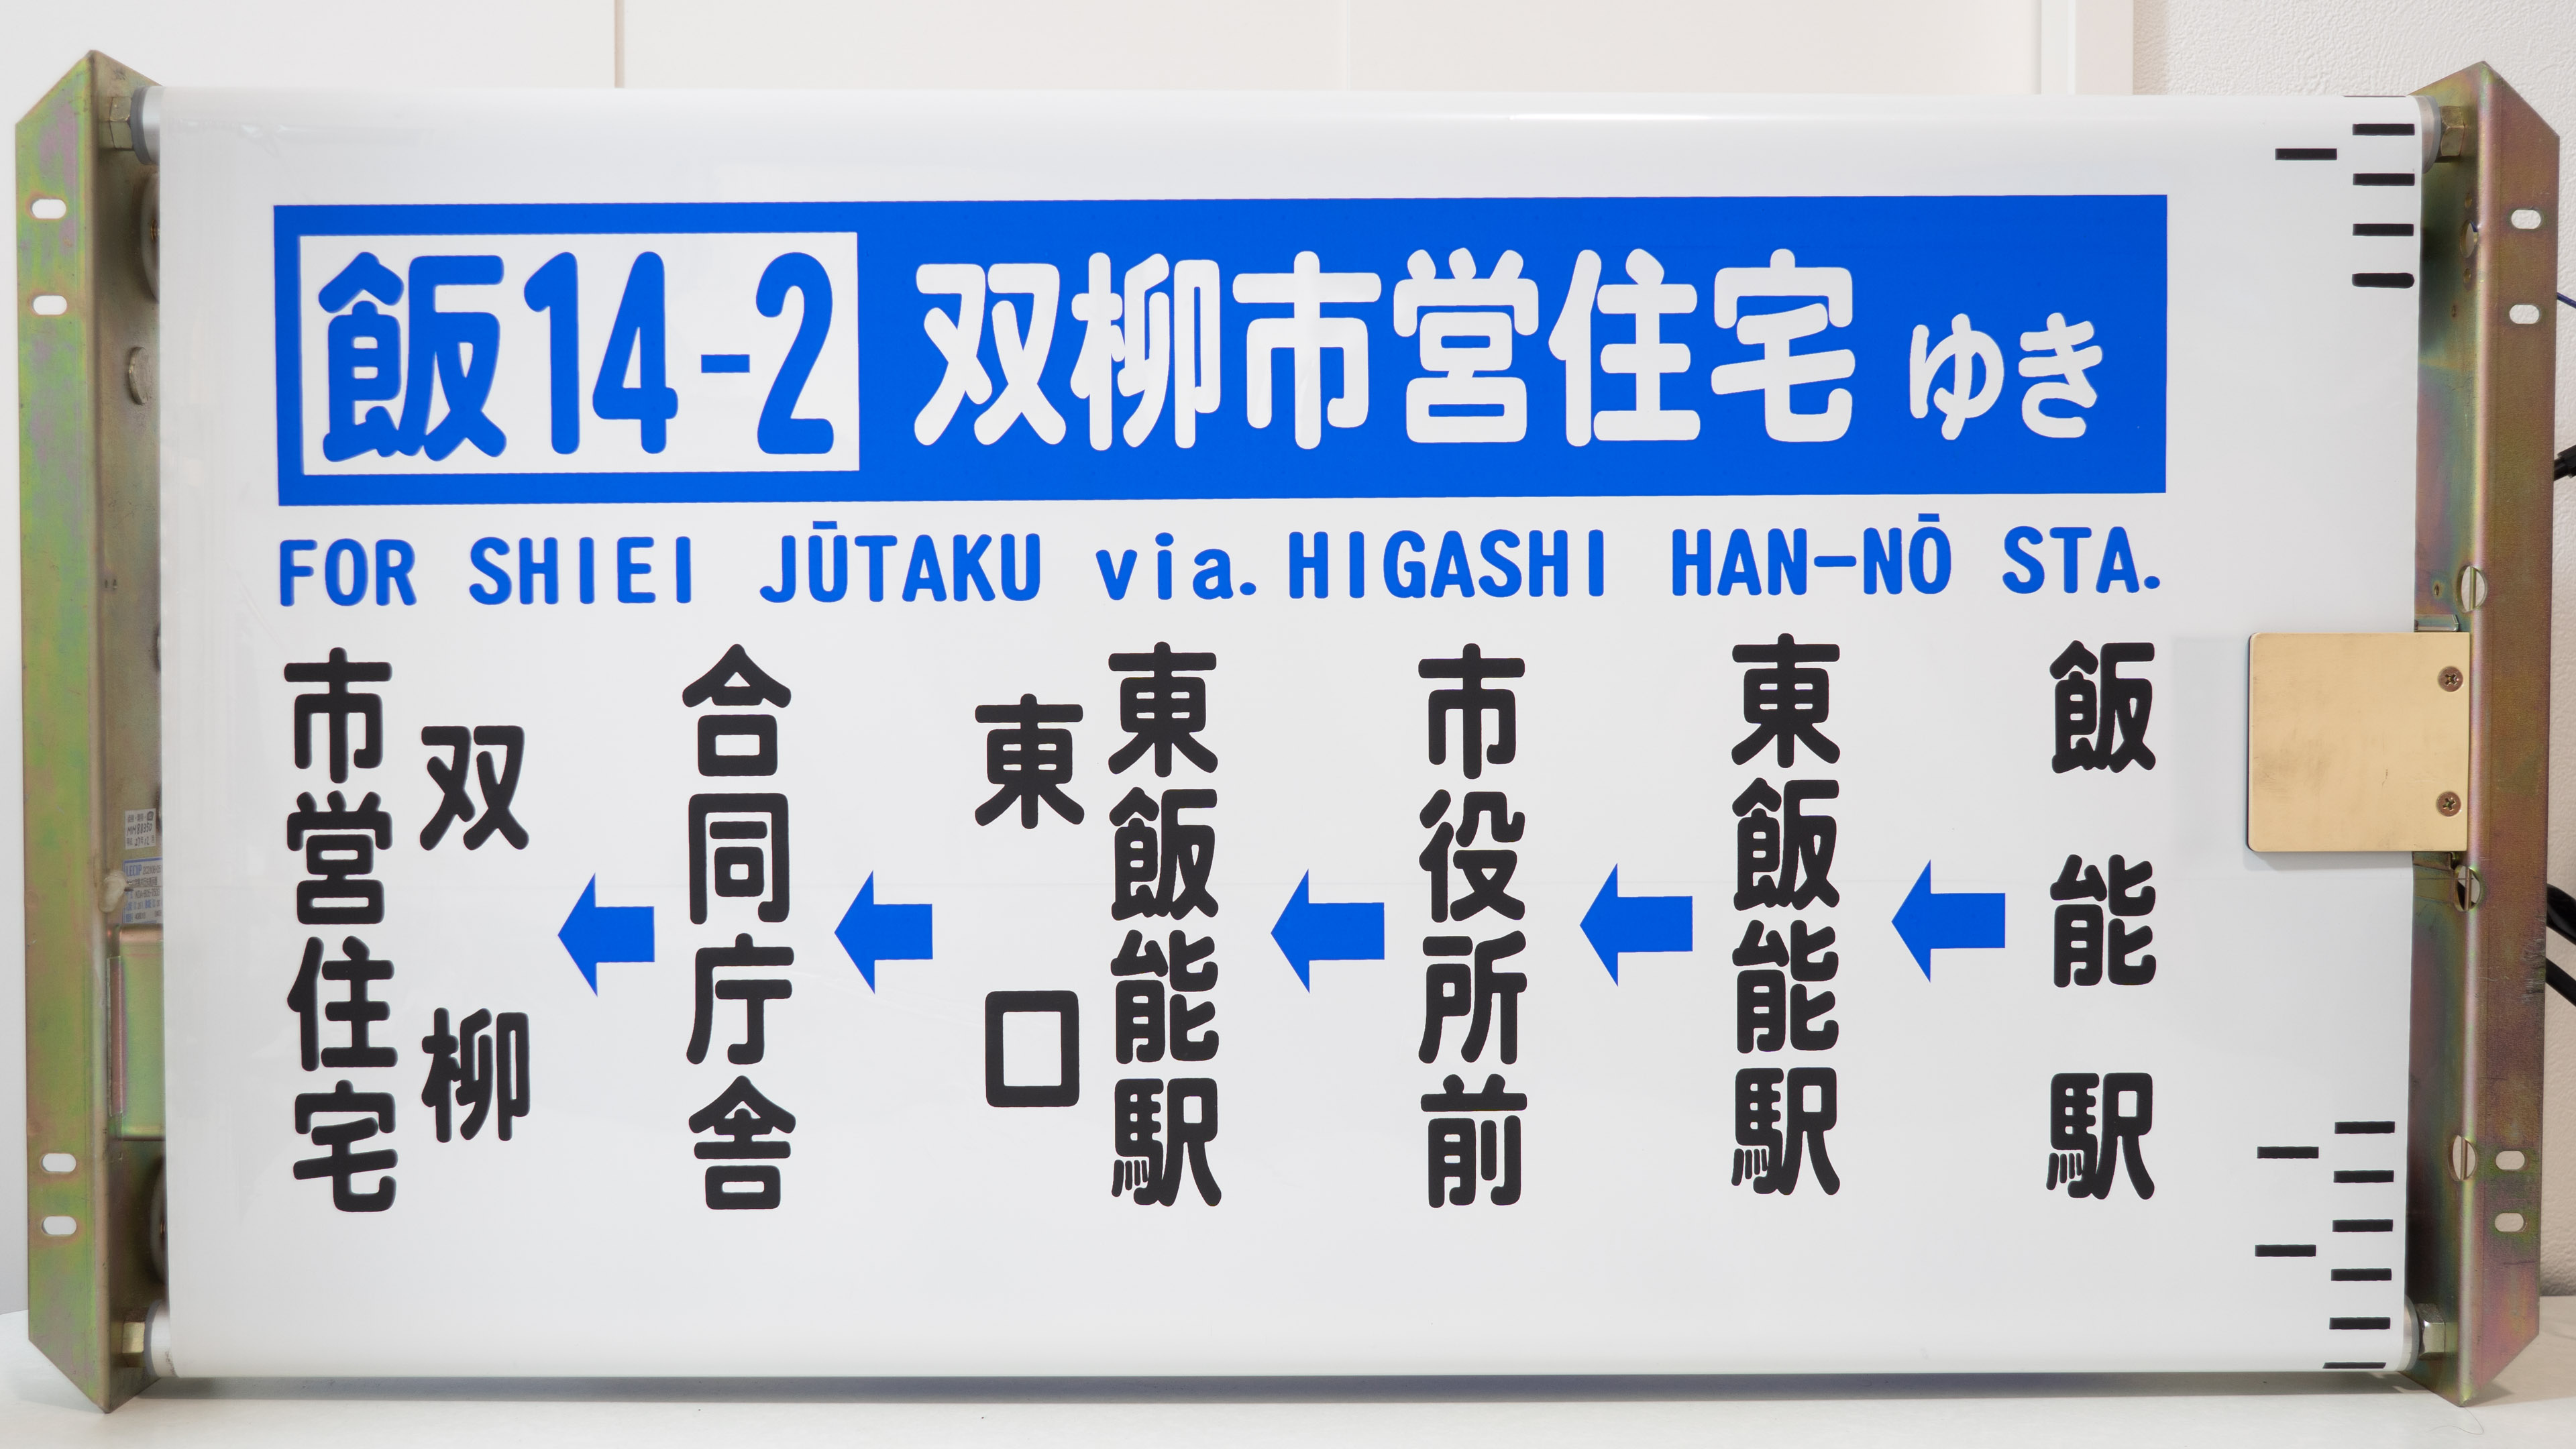 飯14-2 双柳市営住宅 ゆき
FOR SHIEI JŪTAKU via. HIGASHI HAN-NŌ STA.
飯能駅
←
東飯能駅
←
市役所前
←
東飯能駅
東口
←
合同庁舎
←
双柳
市営住宅